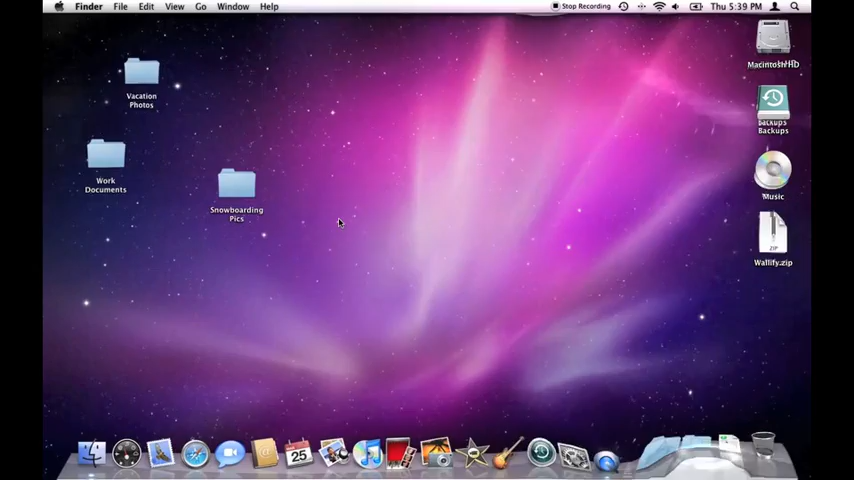 Finder File Edit View Go Window Help Stop Recording Thu 5:39 PM
Macintosh HD
Vacation
Photos
Backups
Backups
Work
Documents
Music
Snowboarding
Pics
ZIP
Wallify.zip
25